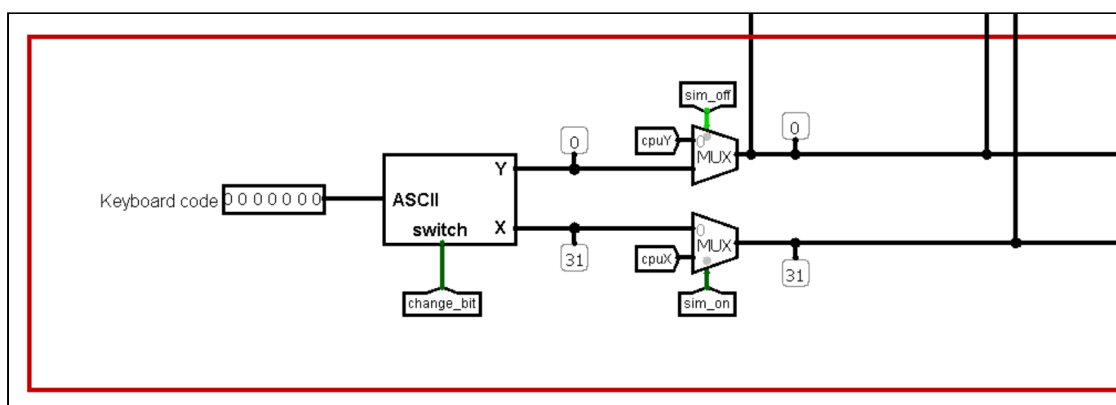 sim_off
0
cpuY
0
0
MUX
Y
Keyboard code 0 0 0 0 0 0 0
ASCII
switch
X
0
MUX
31
cpuX
31
change_bit
sim_on